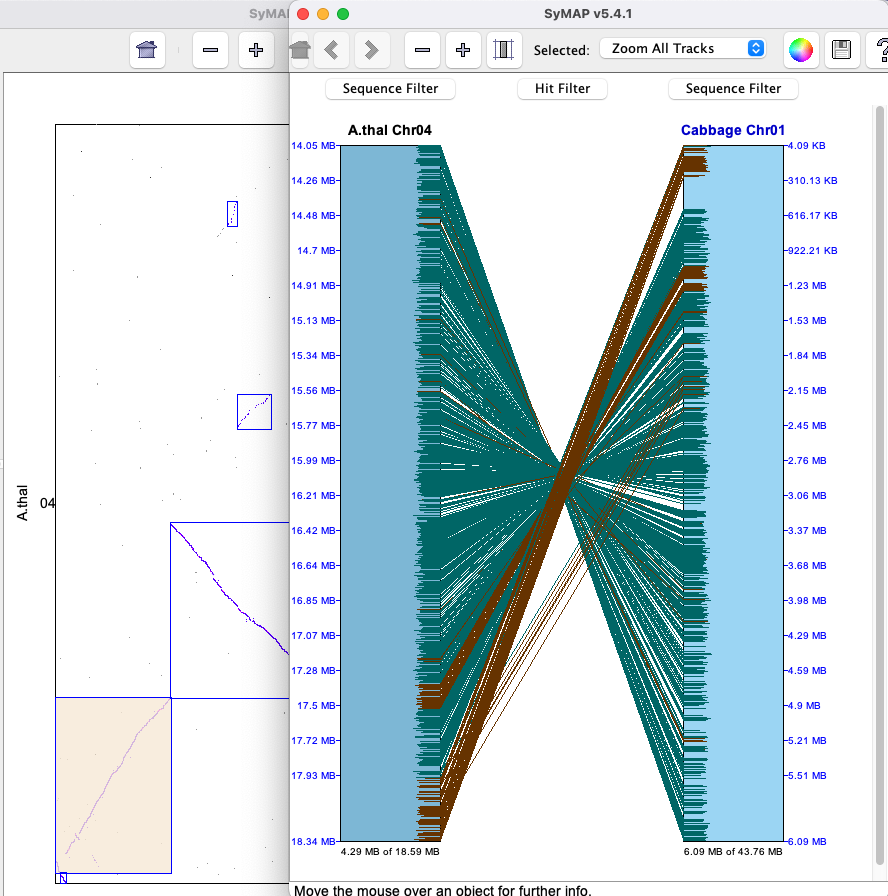 SyMAP v5.4.1
Selected:
Zoom All Tracks
Sequence Filter
Hit Filter
Sequence Filter
A.thal Chr04
Cabbage Chr01
14.05 MB
4.09 KB
14.26 MB
310.13 KB
14.48 MB
616.17 KB
14.7 MB
922.21 KB
14.91 MB
1.23 MB
15.13 MB
1.53 MB
15.34 MB
1.84 MB
15.56 MB
2.15 MB
15.77 MB
2.45 MB
15.99 MB
2.76 MB
16.21 MB
3.06 MB
16.42 MB
3.37 MB
16.64 MB
3.68 MB
16.85 MB
3.98 MB
17.07 MB
4.29 MB
17.28 MB
4.59 MB
17.5 MB
4.9 MB
17.72 MB
5.21 MB
17.93 MB
5.51 MB
18.34 MB
6.09 MB
4.29 MB of 18.59 MB
6.09 MB of 43.76 MB
A.thal
04
Move the mouse over an object for further info.